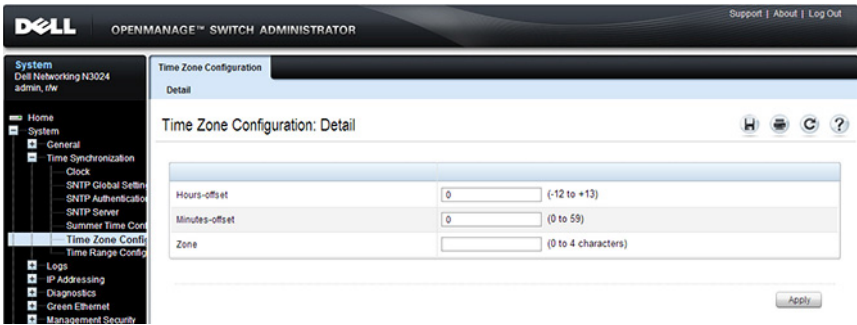 Support | About | Log Out
DELL OPENMANAGE™ SWITCH ADMINISTRATOR
System
Dell Networking N3024
admin, r/w
Home
System
General
Time Synchronization
Clock
SNTP Global Settin
SNTP Authentication
SNTP Server
Summer Time Conf
Time Zone Confi
Time Range Config
Logs
IP Addressing
Diagnostics
Green Ethernet
Management Security
Time Zone Configuration
Detail
Time Zone Configuration: Detail
Hours-offset 0 (-12 to +13)
Minutes-offset 0 (0 to 59)
Zone (0 to 4 characters)
Apply